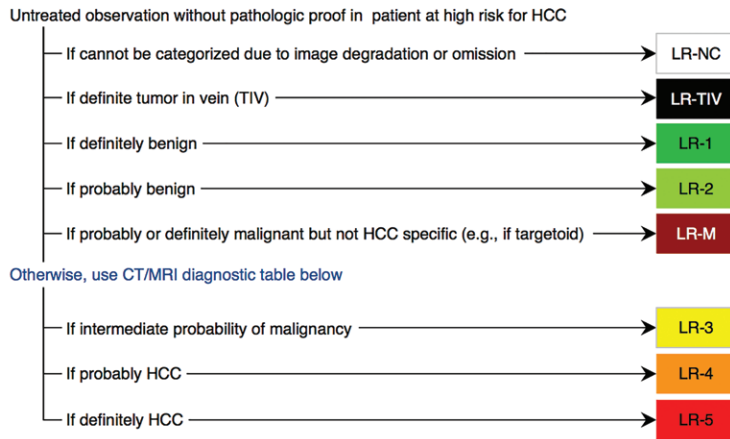 Untreated observation without pathologic proof in patient at high risk for HCC
If cannot be categorized due to image degradation or omission LR-NC
If definite tumor in vein (TIV) LR-TIV
If definitely benign LR-1
If probably benign LR-2
If probably or definitely malignant but not HCC specific (e.g., if targetoid) LR-M
Otherwise, use CT/MRI diagnostic table below
If intermediate probability of malignancy LR-3
If probably HCC LR-4
If definitely HCC LR-5